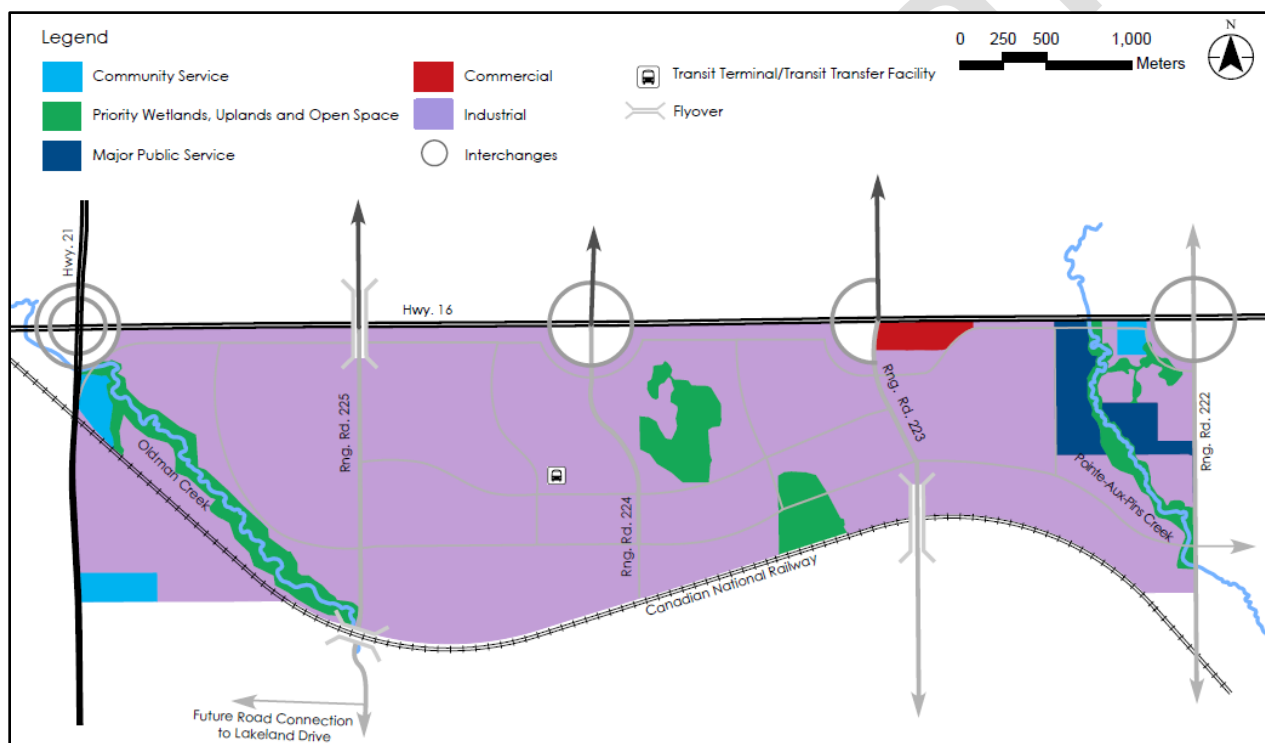 Legend
Community Service
Priority Wetlands, Uplands and Open Space
Major Public Service
Commercial
Industrial
Interchanges
Transit Terminal/Transit Transfer Facility
Flyover
0 250 500 1,000
Meters
N
Hwy. 21
Hwy. 16
Rng. Rd. 225
Rng. Rd. 224
Rng. Rd. 223
Rng. Rd. 222
Oldman Creek
Pointe-Aux-Pins Creek
Canadian National Railway
Future Road Connection
to Lakeland Drive